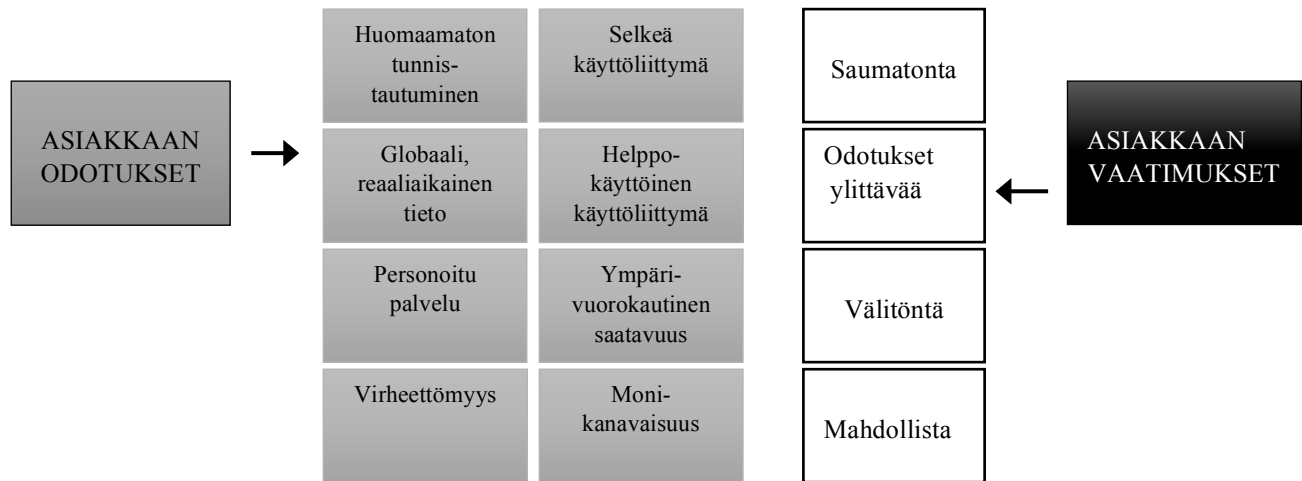 ASIAKKAAN
ODOTUKSET
Huomaamaton
tunnis-
tautuminen
Selkeä
käyttöliittymä
Globaali,
reaaliaikainen
tieto
Helppo-
käyttöinen
käyttöliittymä
Personoitu
palvelu
Ympäri-
vuorokautinen
saatavuus
Virheettömyys
Moni-
kanavaisuus
Saumatonta
Odotukset
ylittävää
Välitöntä
Mahdollista
ASIAKKAAN
VAATIMUKSET